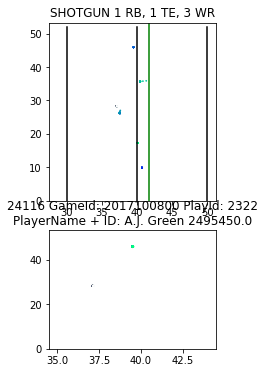 SHOTGUN 1 RB, 1 TE, 3 WR
50
40
30
20
10
0
30 35 40 45 50
24116 GameId: 2017100800 PlayId: 2322
PlayerName + ID: A.J. Green 2495450.0
40
20
0
35.0 37.5 40.0 42.5